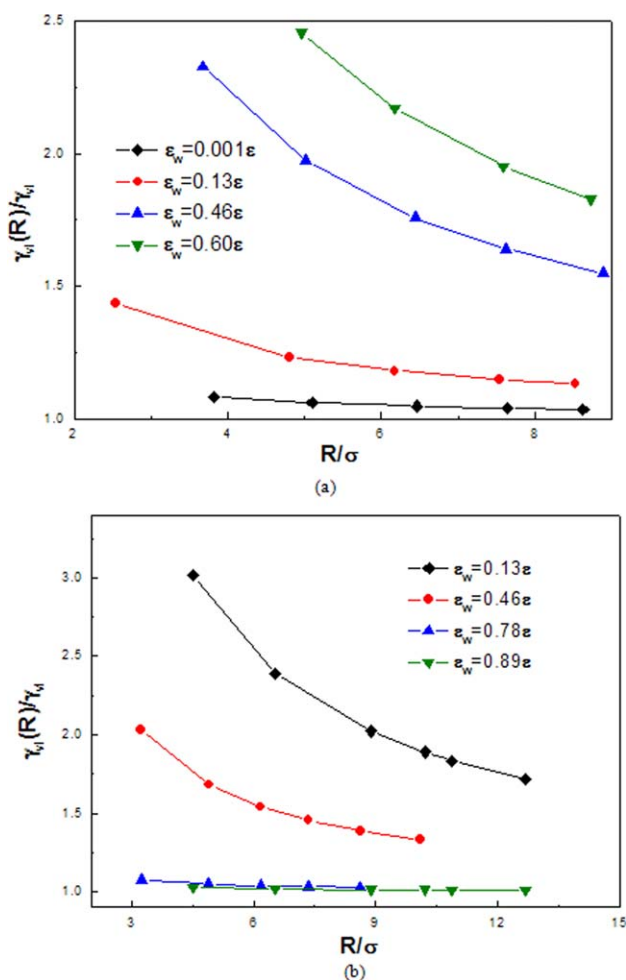 2.5
2.0
1.5
1.0
γvl(R)/γvl
εw=0.001ε
εw=0.13ε
εw=0.46ε
εw=0.60ε
2 4 6 8
R/σ
(a)
3.0
2.5
2.0
1.5
1.0
γvl(R)/γvl
εw=0.13ε
εw=0.46ε
εw=0.78ε
εw=0.89ε
3 6 9 12 15
R/σ
(b)